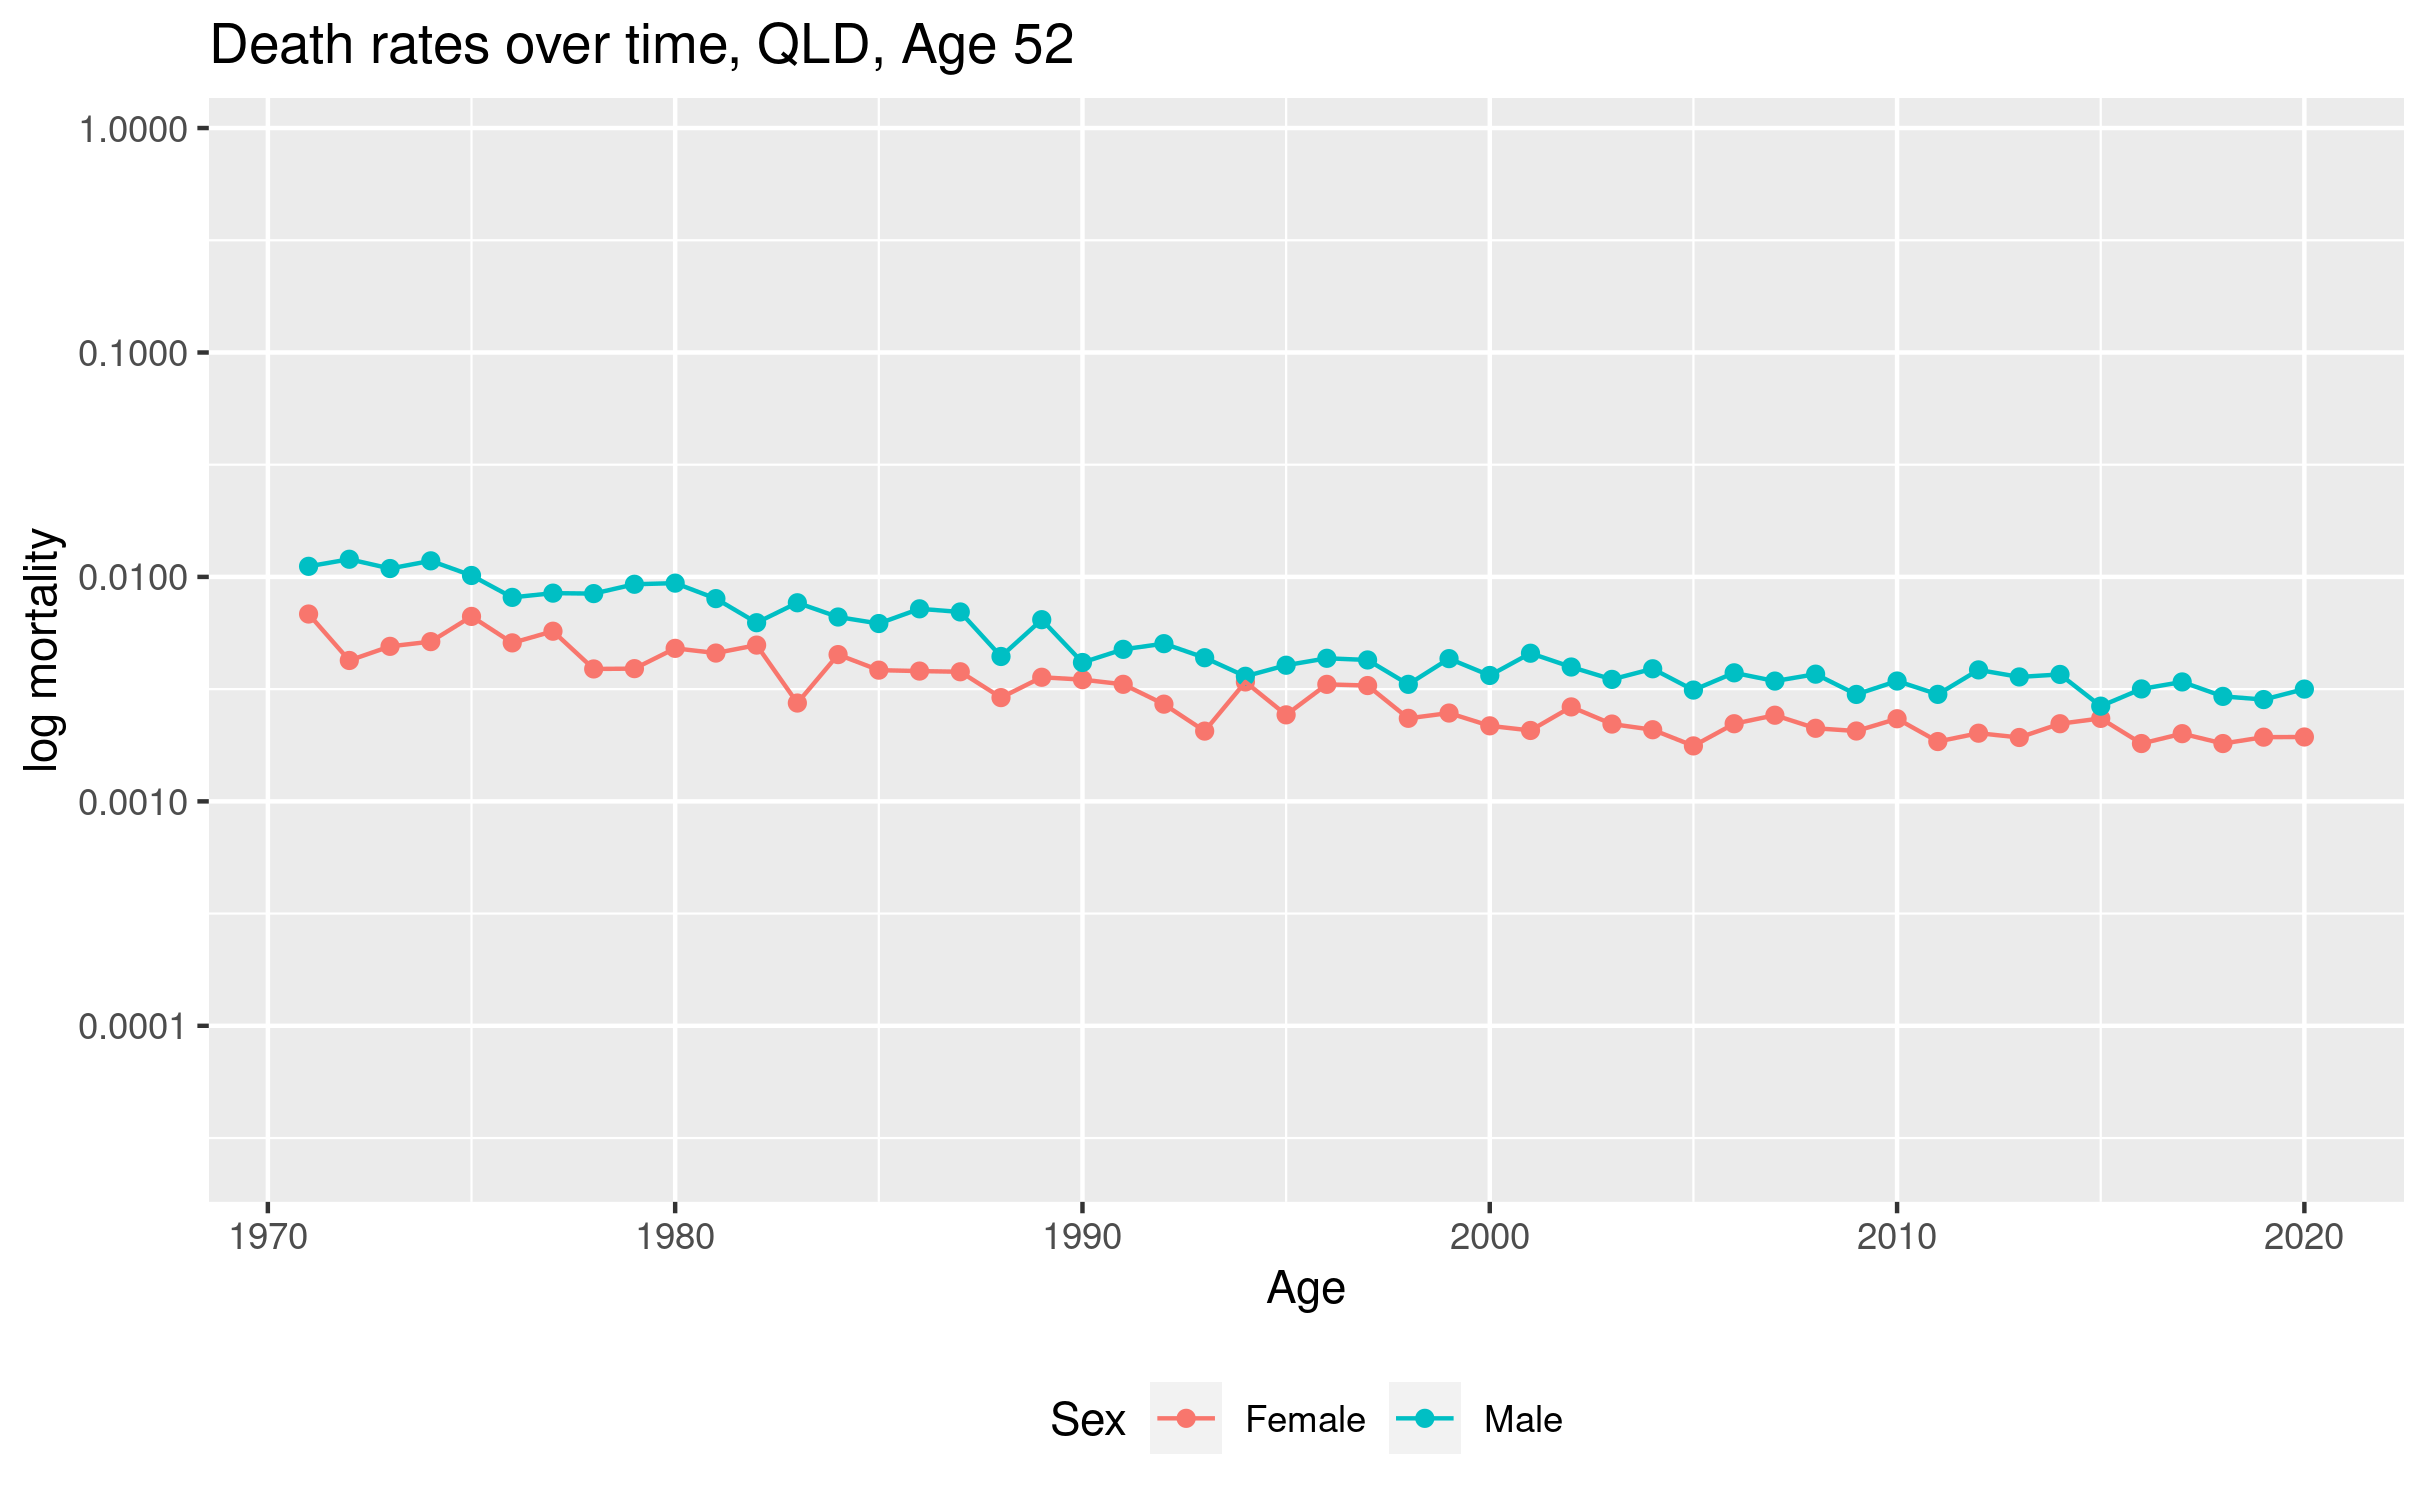 Death rates over time, QLD, Age 52
1.0000
0.1000
0.0100
0.0010
0.0001
log mortality
1970 1980 1990 2000 2010 2020
Age
Sex Female Male